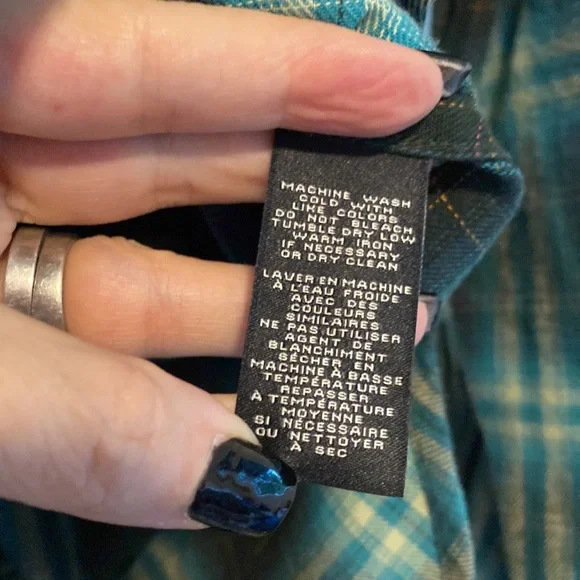 MACHINE WASH
COLD WITH
LIKE COLORS
DO NOT BLEACH
TUMBLE DRY LOW
WARM IRON
IF NECESSARY
OR DRY CLEAN
LAVER EN MACHINE
À L'EAU FROIDE
AVEC DES
COULEURS
SIMILAIRES
NE PAS UTILISER
AGENT DE
BLANCHIMENT
SÉCHER EN
MACHINE À BASSE
TEMPÉRATURE
REPASSER
À TEMPÉRATURE
MOYENNE
SI NÉCESSAIRE
OU NETTOYER
À SEC